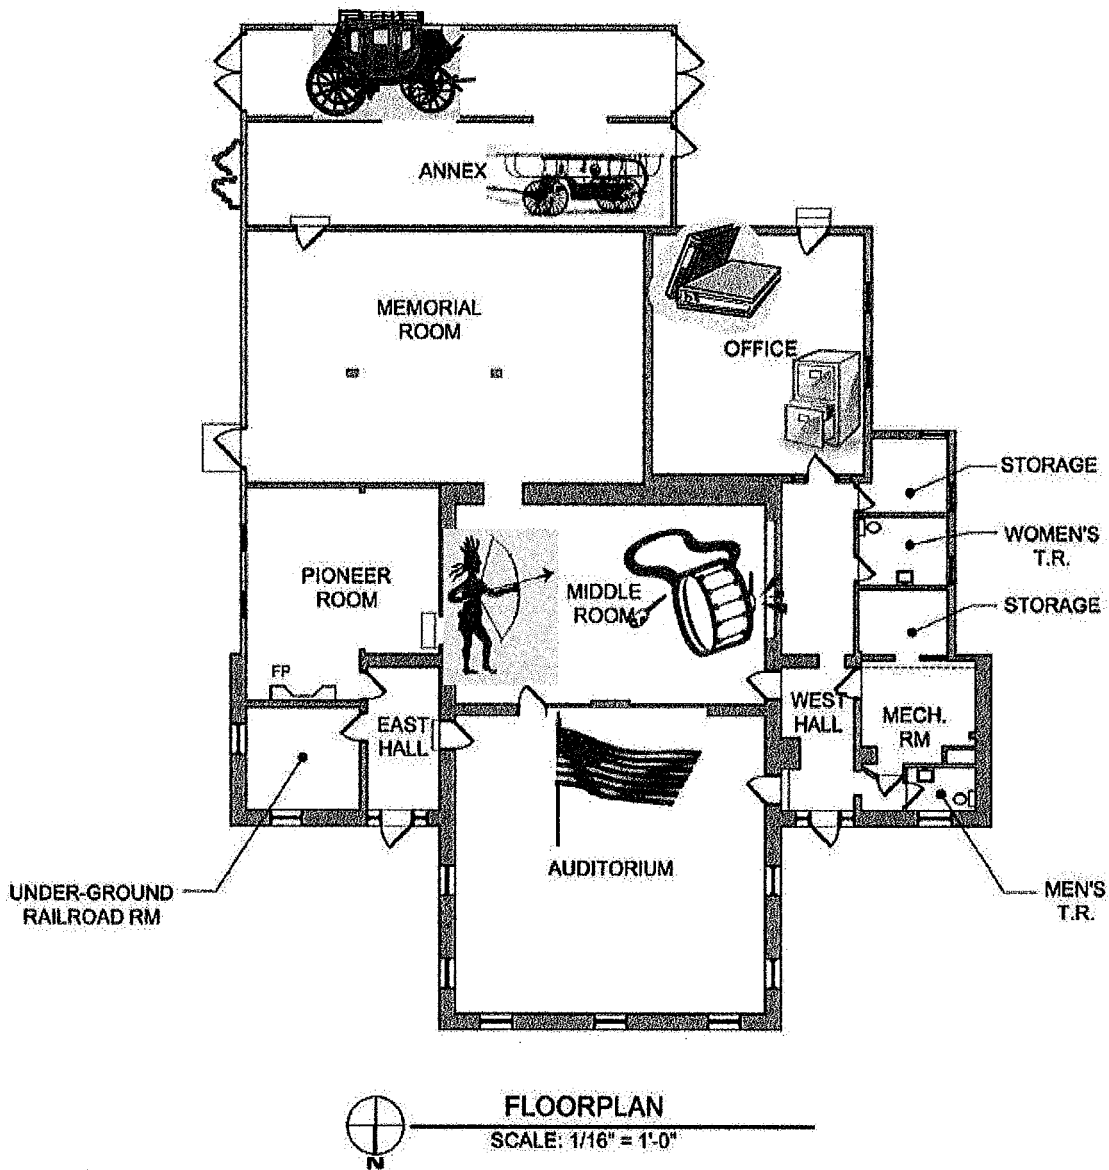 ANNEX
MEMORIAL
ROOM
OFFICE
STORAGE
WOMEN'S
T.R.
STORAGE
PIONEER
ROOM
MIDDLE
ROOM
FP
EAST
HALL
WEST
HALL
MECH.
RM
AUDITORIUM
UNDER-GROUND
RAILROAD RM
MEN'S
T.R.
FLOORPLAN
SCALE: 1/16" = 1'-0"
N